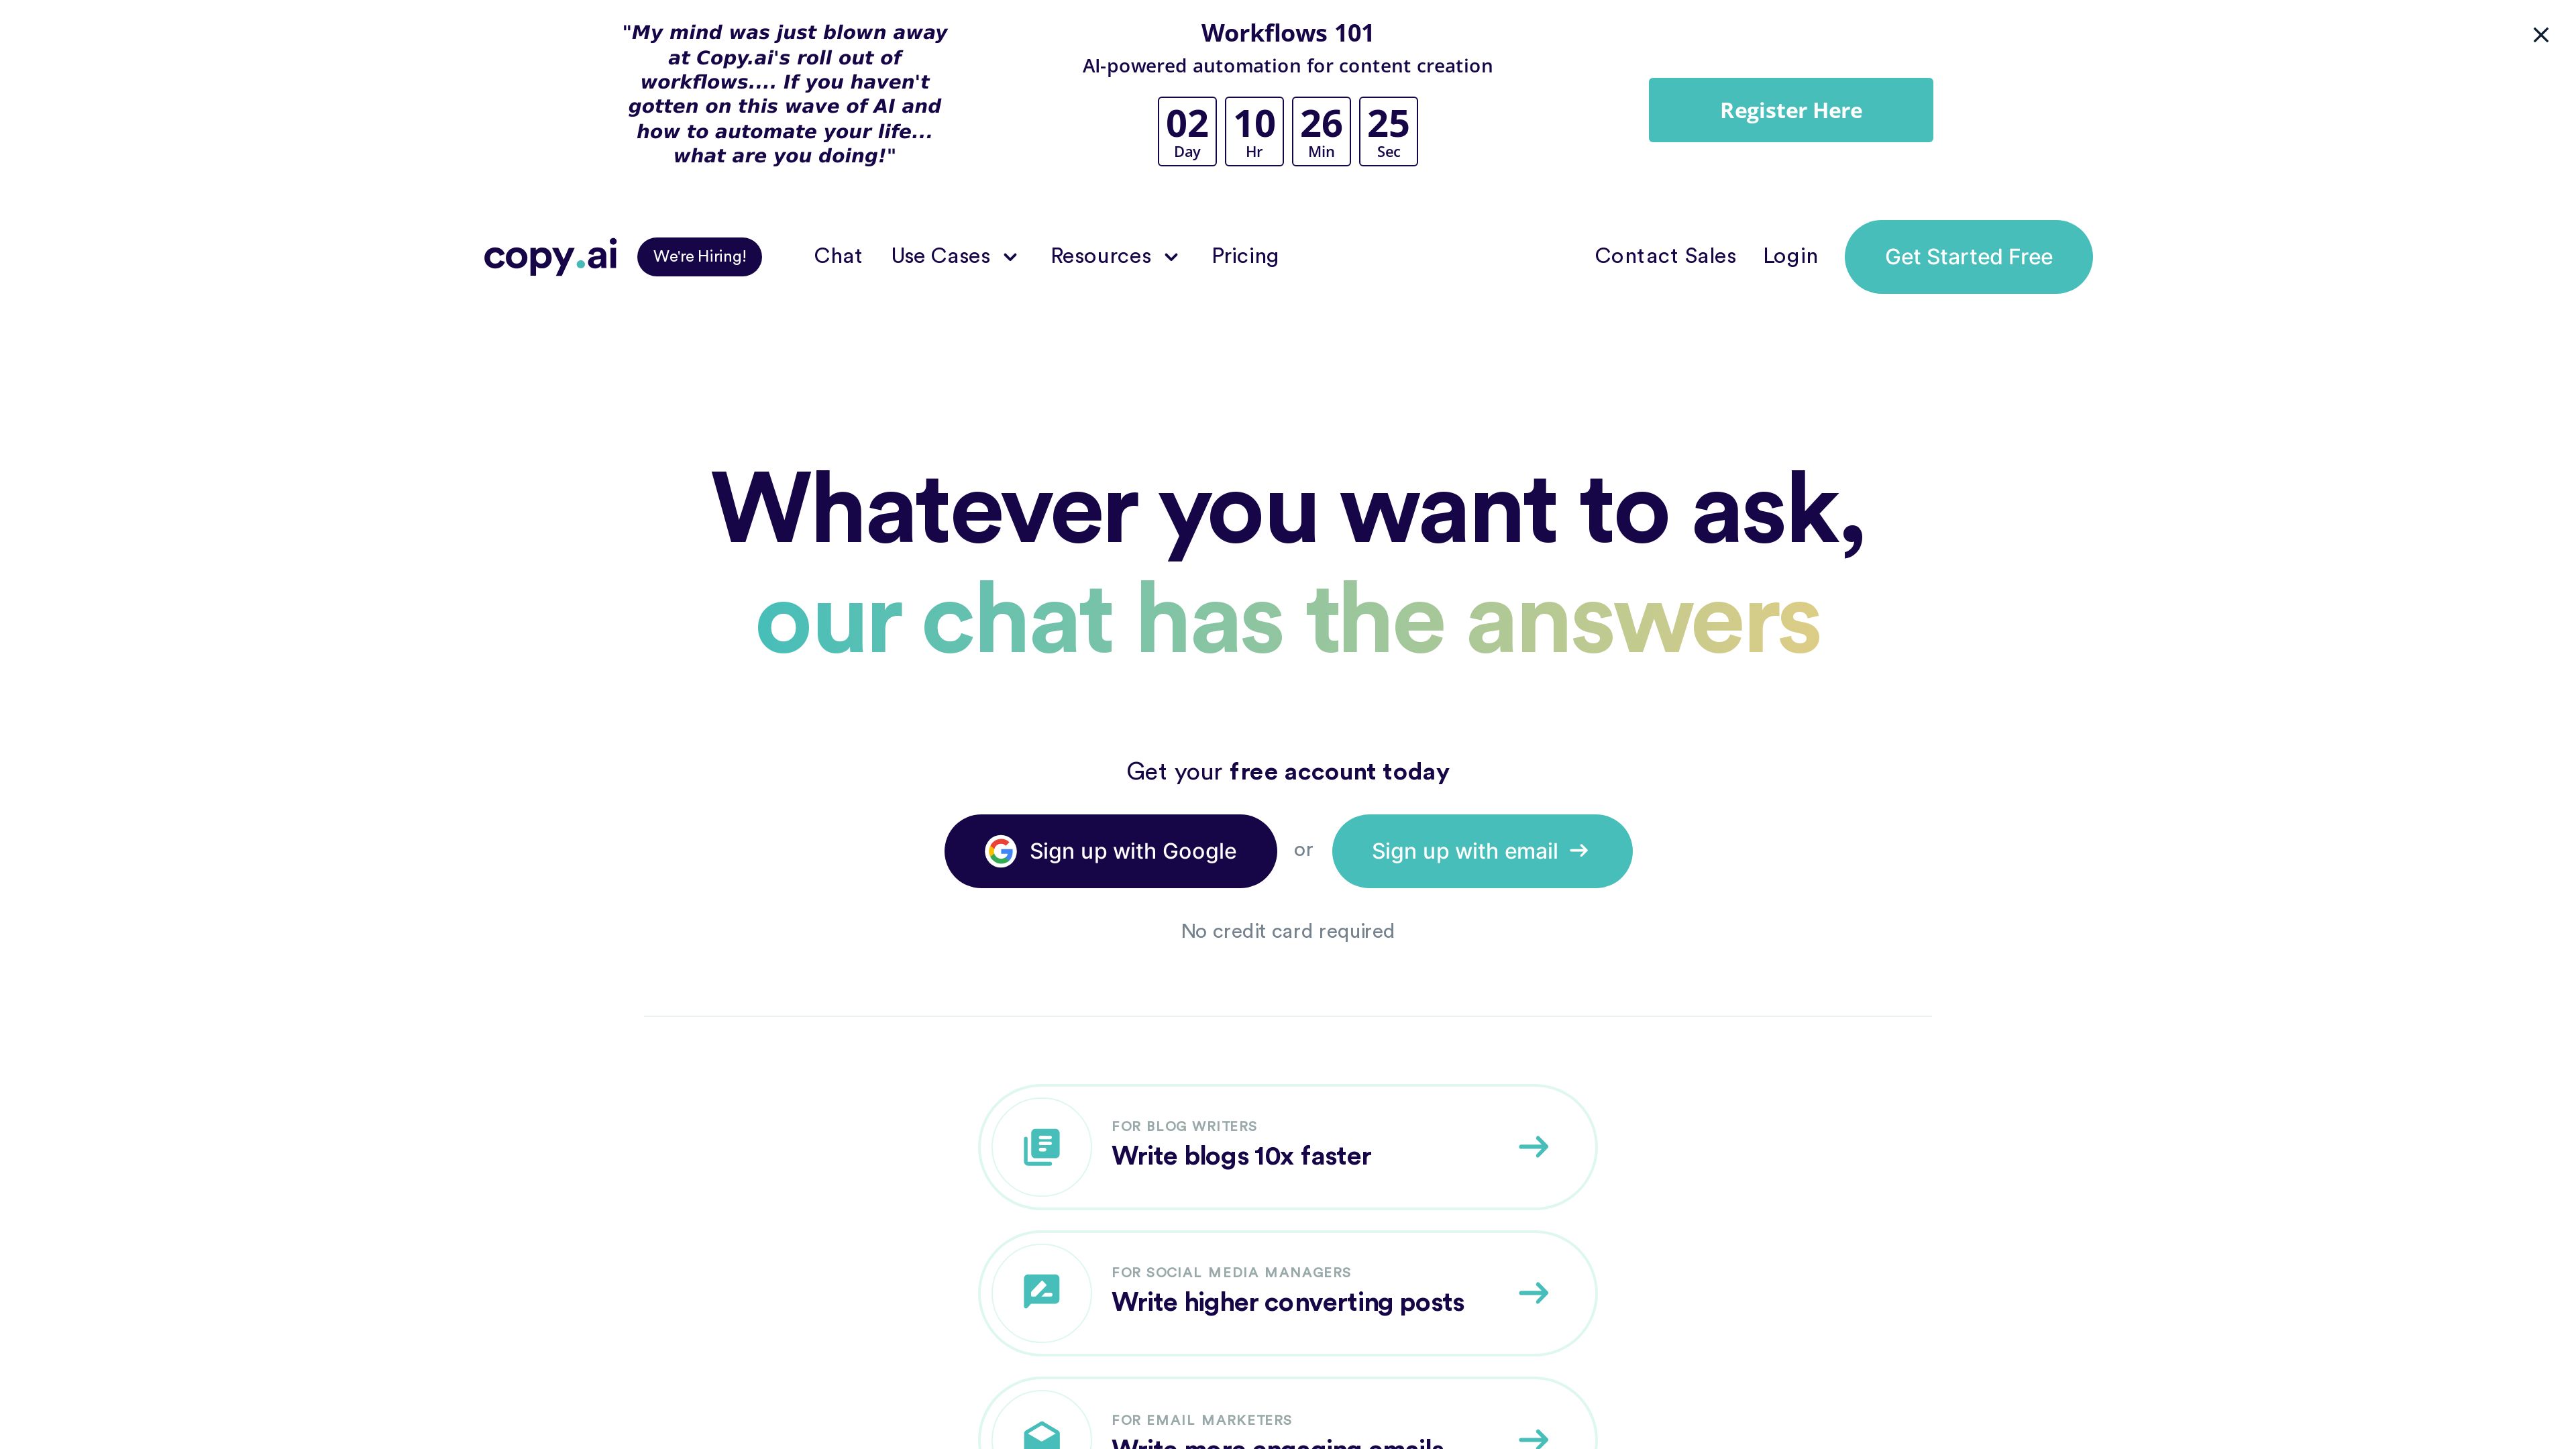 "My mind was just blown away
at Copy.ai's roll out of
workflows.... If you haven't
gotten on this wave of AI and
how to automate your life...
what are you doing!"
Workflows 101
AI-powered automation for content creation
02 10 26 25
Day Hr Min Sec
Register Here
copy.ai We're Hiring! Chat Use Cases Resources Pricing Contact Sales Login Get Started Free
Whatever you want to ask,
our chat has the answers
Get your free account today
Sign up with Google or Sign up with email
No credit card required
FOR BLOG WRITERS
Write blogs 10x faster
FOR SOCIAL MEDIA MANAGERS
Write higher converting posts
FOR EMAIL MARKETERS
Write more engaging emails